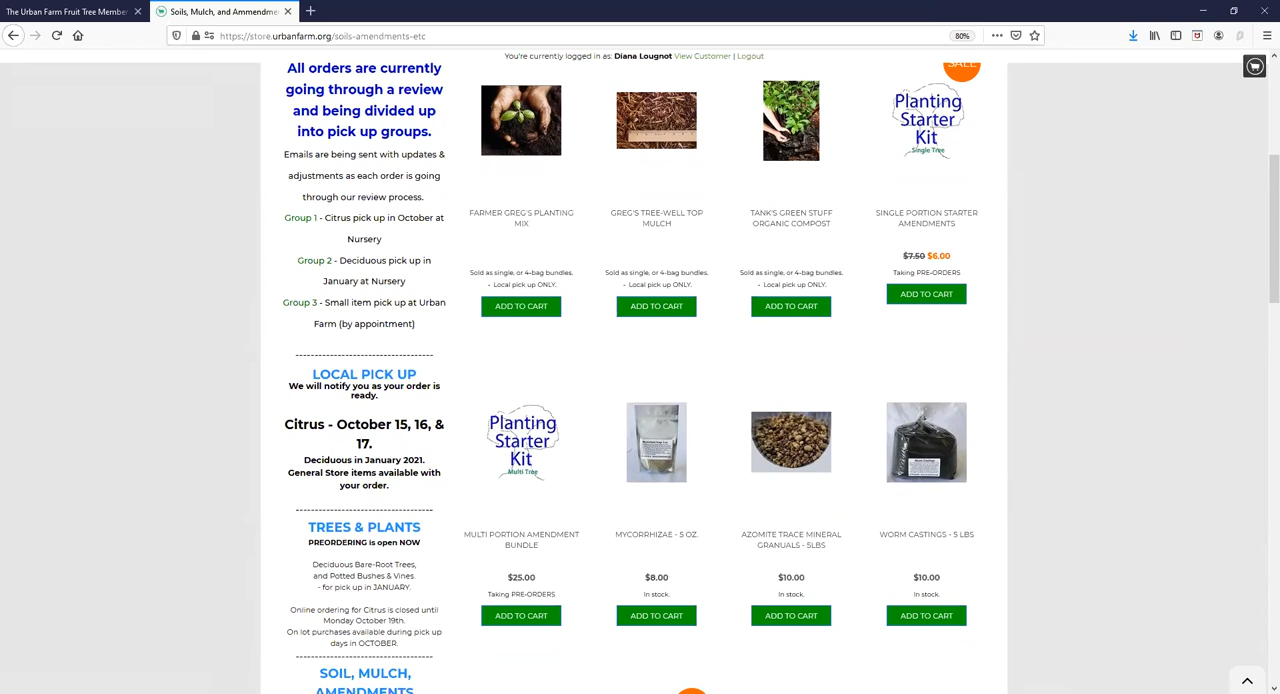 The Urban Farm Fruit Tree Member
Soils, Mulch, and Ammendme
https://store.urbanfarm.org/soils-amendments-etc
80%
You're currently logged in as: Diana Lougnot View Customer | Logout
All orders are currently
going through a review
and being divided up
into pick up groups.
Emails are being sent with updates &
adjustments as each order is going
through our review process.
Group 1 - Citrus pick up in October at
Nursery
Group 2 - Deciduous pick up in
January at Nursery
Group 3 - Small item pick up at Urban
Farm (by appointment)
----------------------------------
LOCAL PICK UP
We will notify you as your order is
ready.
Citrus - October 15, 16, &
17.
Deciduous in January 2021.
General Store items available with
your order.
----------------------------------
TREES & PLANTS
PREORDERING is open NOW
Deciduous Bare-Root Trees,
and Potted Bushes & Vines.
- for pick up in JANUARY.
Online ordering for Citrus is closed until
Monday October 19th.
On lot purchases available during pick up
days in OCTOBER.
----------------------------------
SOIL, MULCH,
AMENDMENTS
FARMER GREG'S PLANTING
MIX
Sold as single, or 4-bag bundles.
- Local pick up ONLY.
ADD TO CART
GREG'S TREE-WELL TOP
MULCH
Sold as single, or 4-bag bundles.
- Local pick up ONLY.
ADD TO CART
TANK'S GREEN STUFF
ORGANIC COMPOST
Sold as single, or 4-bag bundles.
- Local pick up ONLY.
ADD TO CART
SALE
Planting
Starter
Kit
Single Tree
SINGLE PORTION STARTER
AMENDMENTS
$7.50 $6.00
Taking PRE-ORDERS
ADD TO CART
Planting
Starter
Kit
Multi Tree
MULTI PORTION AMENDMENT
BUNDLE
$25.00
Taking PRE-ORDERS
ADD TO CART
MYCORRHIZAE - 5 OZ.
$8.00
In stock.
ADD TO CART
AZOMITE TRACE MINERAL
GRANUALS - 5LBS
$10.00
In stock.
ADD TO CART
WORM CASTINGS - 5 LBS
$10.00
In stock.
ADD TO CART